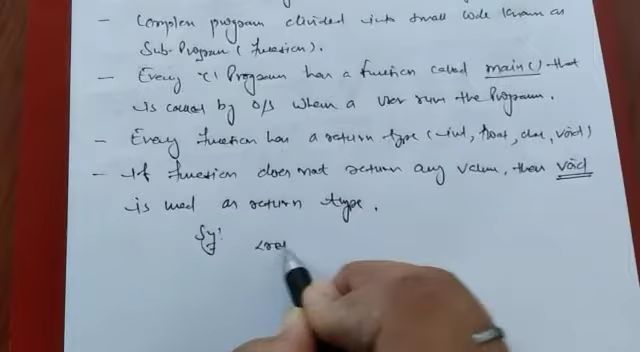 - Complex program divided into small code known as
Sub-Program (function).
- Every 'C' Program has a function called main() that
is called by O/S when a user run the Program.
- Every function has a return type (int, float, char, void)
- If function does not return any value, then void
is used as return type.
Sy:
<ret